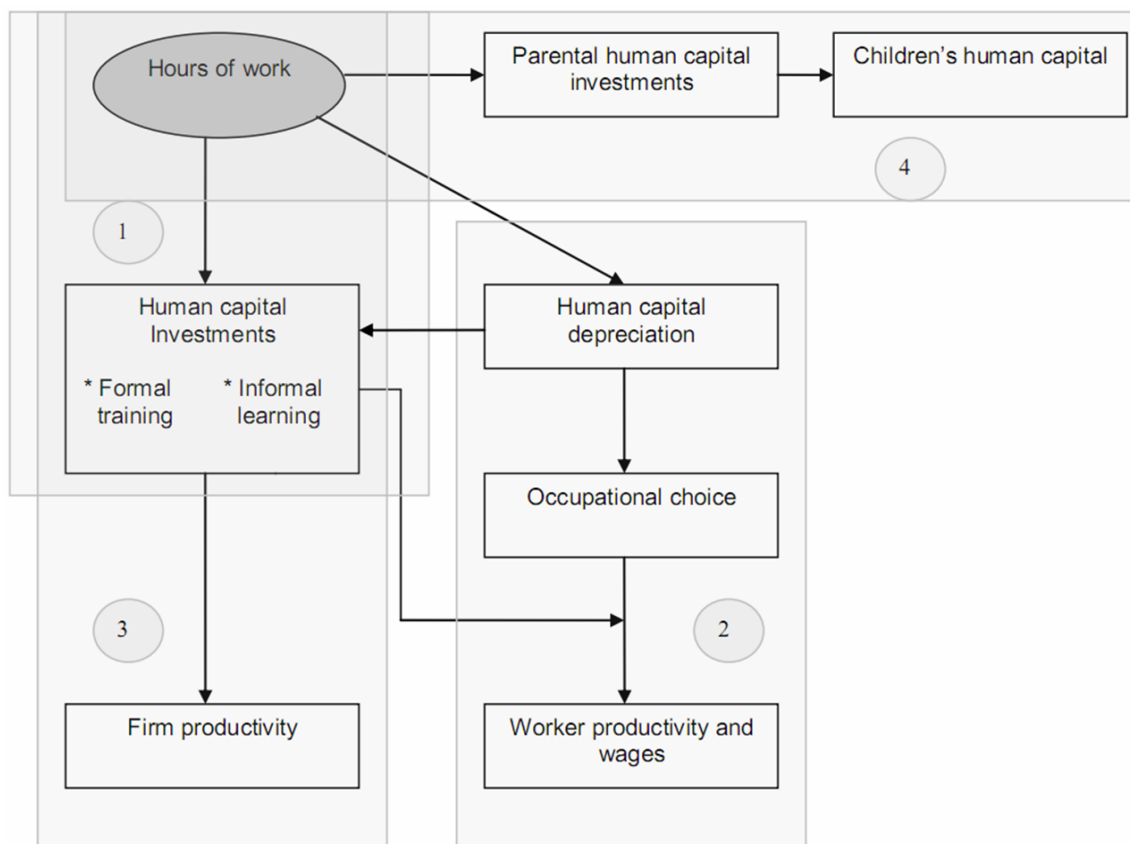 Hours of work
Parental human capital
investments
Children's human capital
4
1
Human capital
Investments
* Formal
training
* Informal
learning
Human capital
depreciation
Occupational choice
3
2
Firm productivity
Worker productivity and
wages